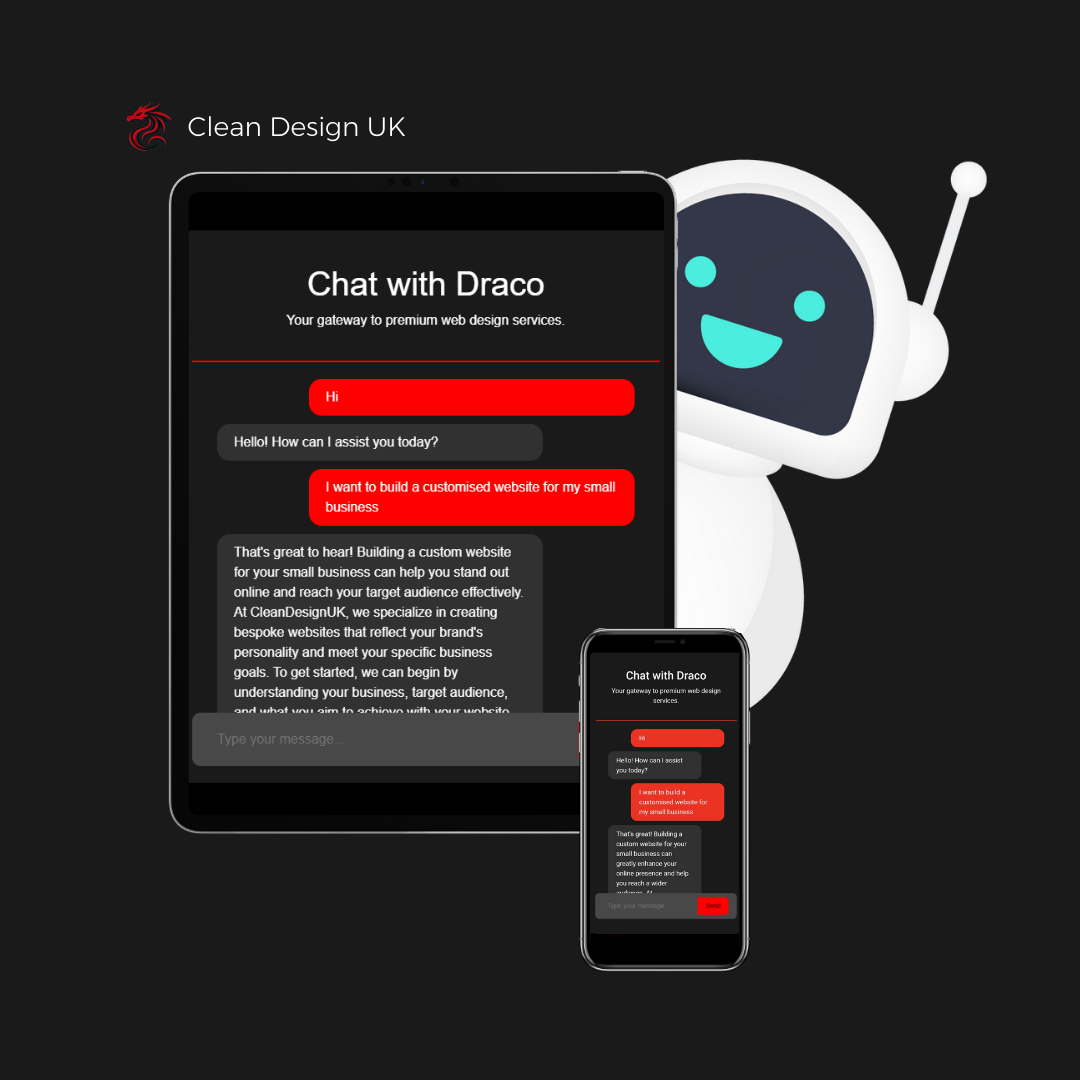 Clean Design UK
Chat with Draco
Your gateway to premium web design services.
Hi
Hello! How can I assist you today?
I want to build a customised website for my small
business
That's great to hear! Building a custom website
for your small business can help you stand out
online and reach your target audience effectively.
At CleanDesignUK, we specialize in creating
bespoke websites that reflect your brand's
personality and meet your specific business
goals. To get started, we can begin by
understanding your business, target audience,
and what you aim to achieve with your website
Type your message...
Chat with Draco
Your gateway to premium web design
services.
Hi
Hello! How can I assist
you today?
I want to build a
customised website for
my small business
That's great! Building a
custom website for your
small business can
greatly enhance your
online presence and help
you reach a wider
audience. At
Type your message...
Send